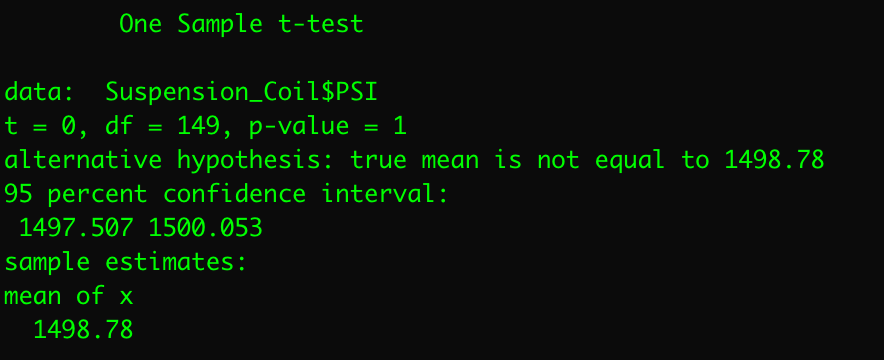 One Sample t-test
data:  Suspension_Coil$PSI
t = 0, df = 149, p-value = 1
alternative hypothesis: true mean is not equal to 1498.78
95 percent confidence interval:
1497.507 1500.053
sample estimates:
mean of x
1498.78